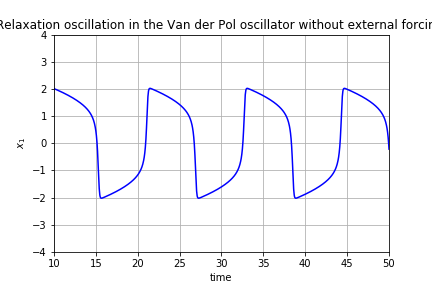 Relaxation oscillation in the Van der Pol oscillator without external forcin
4
3
2
1
0
−1
−2
−3
−4
x₁
10 15 20 25 30 35 40 45 50
time